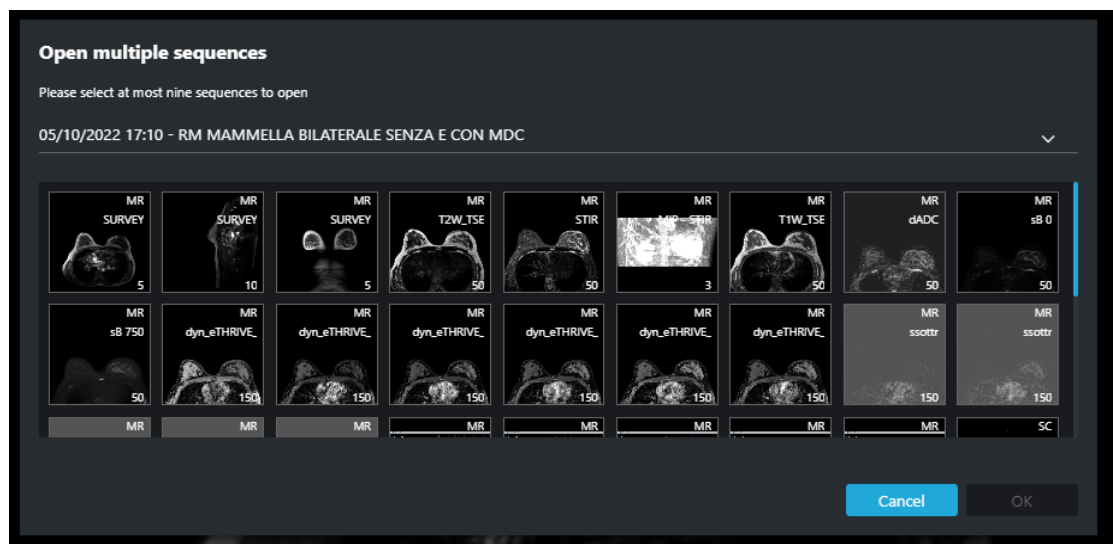 Open multiple sequences
Please select at most nine sequences to open
05/10/2022 17:10 - RM MAMMELLA BILATERALE SENZA E CON MDC
MR MR MR MR MR MR MR MR MR
SURVEY SURVEY SURVEY T2W_TSE STIR MIP - STIR T1W_TSE dADC sB 0
5 10 5 50 50 3 50 50 50
MR MR MR MR MR MR MR MR MR
sB 750 dyn_eTHRIVE_ dyn_eTHRIVE_ dyn_eTHRIVE_ dyn_eTHRIVE_ dyn_eTHRIVE_ dyn_eTHRIVE_ ssottr ssottr
50 150 150 150 150 150 150 150 150
MR MR MR MR MR MR MR MR SC
Cancel OK